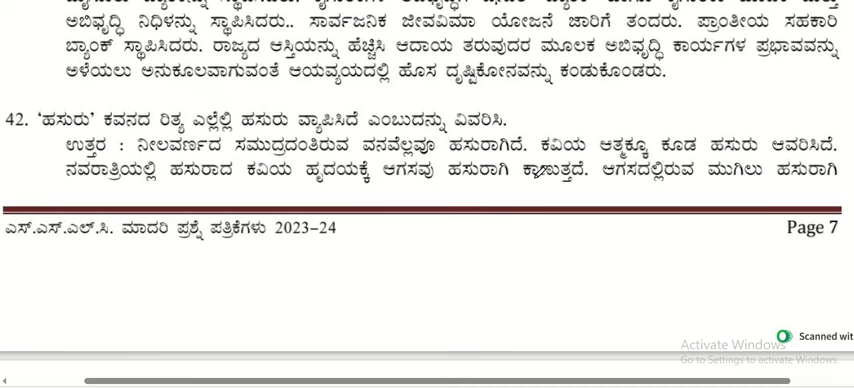 ಅಭಿವೃದ್ಧಿ ನಿಧಿಳನ್ನು ಸ್ಥಾಪಿಸಿದರು.. ಸಾರ್ವಜನಿಕ ಜೀವವಿಮಾ ಯೋಜನೆ ಜಾರಿಗೆ ತಂದರು. ಪ್ರಾಂತೀಯ ಸಹಕಾರಿ
ಬ್ಯಾಂಕ್ ಸ್ಥಾಪಿಸಿದರು. ರಾಜ್ಯದ ಆಸ್ತಿಯನ್ನು ಹೆಚ್ಚಿಸಿ ಆದಾಯ ತರುವುದರ ಮೂಲಕ ಅಭಿವೃದ್ಧಿ ಕಾರ್ಯಗಳ ಪ್ರಭಾವವನ್ನು
ಅಳೆಯಲು ಅನುಕೂಲವಾಗುವಂತೆ ಆಯವ್ಯಯದಲ್ಲಿ ಹೊಸ ದೃಷ್ಟಿಕೋನವನ್ನು ಕಂಡುಕೊಂಡರು.
42. ‘ಹಸುರು’ ಕವನದ ರಿತ್ಯ ಎಲ್ಲೆಲ್ಲಿ ಹಸುರು ವ್ಯಾಪಿಸಿದೆ ಎಂಬುದನ್ನು ವಿವರಿಸಿ.
ಉತ್ತರ : ನೀಲವರ್ಣದ ಸಮುದ್ರದಂತಿರುವ ವನವೆಲ್ಲವೂ ಹಸುರಾಗಿದೆ. ಕವಿಯ ಆತ್ಮಕ್ಕೂ ಕೂಡ ಹಸುರು ಆವರಿಸಿದೆ.
ನವರಾತ್ರಿಯಲ್ಲಿ ಹಸುರಾದ ಕವಿಯ ಹೃದಯಕ್ಕೆ ಆಗಸವು ಹಸುರಾಗಿ ಕಾಣುತ್ತದೆ. ಆಗಸದಲ್ಲಿರುವ ಮುಗಿಲು ಹಸುರಾಗಿ
ಎಸ್.ಎಸ್.ಎಲ್.ಸಿ. ಮಾದರಿ ಪ್ರಶ್ನೆ ಪತ್ರಿಕೆಗಳು 2023–24 Page 7
Scanned wit
Activate Windows
Go to Settings to activate Windows.